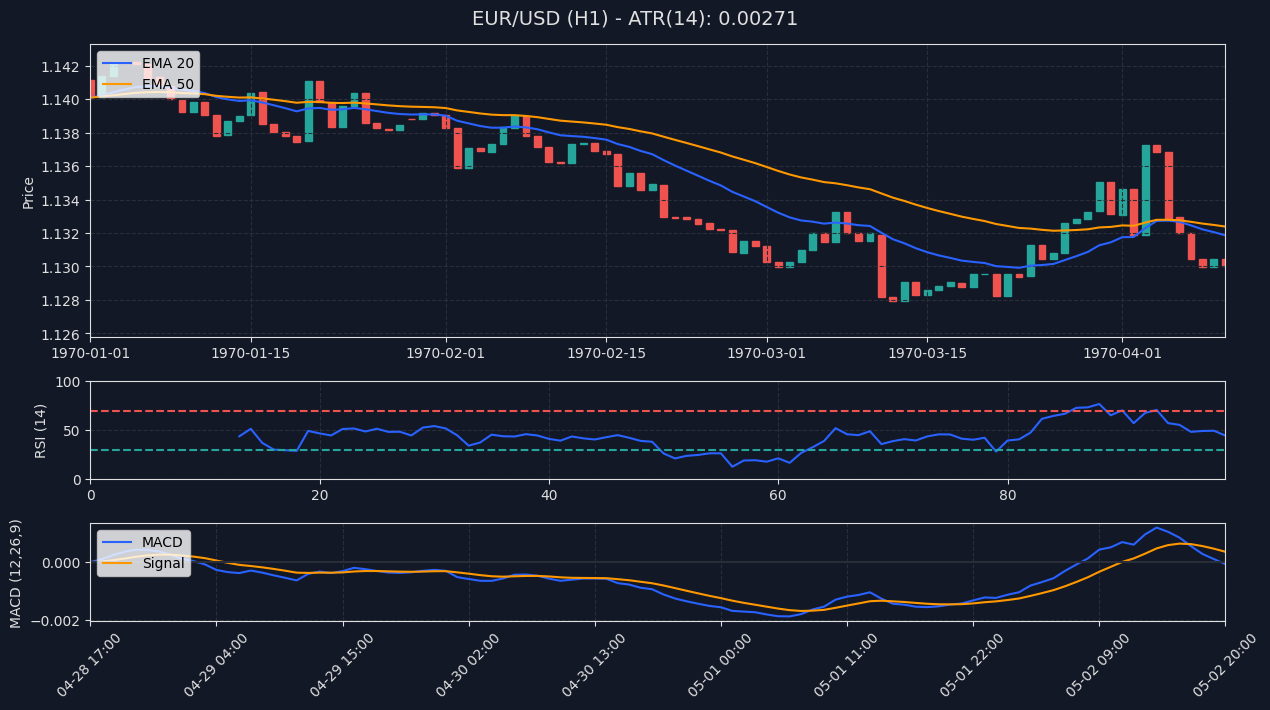 EUR/USD (H1) - ATR(14): 0.00271
Price
1.142
1.140
1.138
1.136
1.134
1.132
1.130
1.128
1.126
EMA 20
EMA 50
1970-01-01 1970-01-15 1970-02-01 1970-02-15 1970-03-01 1970-03-15 1970-04-01
RSI (14)
100
50
0
0 20 40 60 80
MACD (12,26,9)
0.000
−0.002
MACD
Signal
04-28 17:00 04-29 04:00 04-29 15:00 04-30 02:00 04-30 13:00 05-01 00:00 05-01 11:00 05-01 22:00 05-02 09:00 05-02 20:00